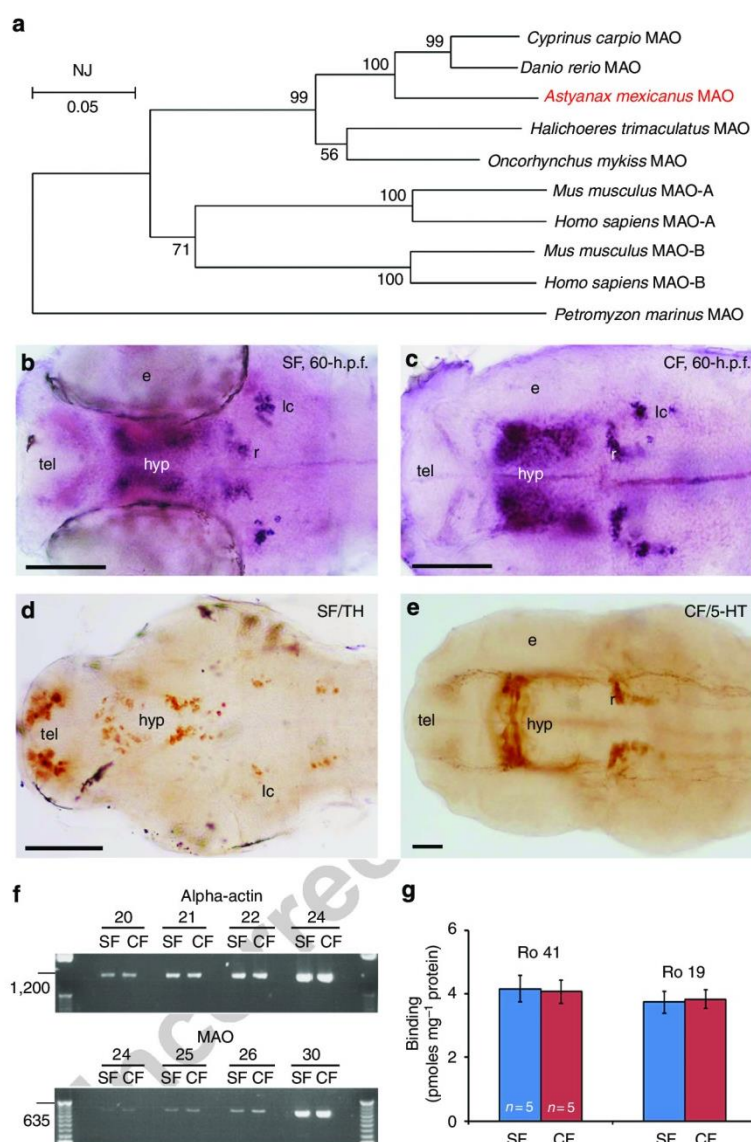 a
NJ
0.05
99
100
99
56
71
100
100
Cyprinus carpio MAO
Danio rerio MAO
Astyanax mexicanus MAO
Halichoeres trimaculatus MAO
Oncorhynchus mykiss MAO
Mus musculus MAO-A
Homo sapiens MAO-A
Mus musculus MAO-B
Homo sapiens MAO-B
Petromyzon marinus MAO
b
SF, 60-h.p.f.
e
lc
r
tel
hyp
c
CF, 60-h.p.f.
e
lc
r
tel
hyp
d
SF/TH
tel
hyp
lc
e
CF/5-HT
e
r
tel
hyp
f
Alpha-actin
20 21 22 24
SF CF SF CF SF CF SF CF
1,200
MAO
24 25 26 30
SF CF SF CF SF CF SF CF
635
g
Binding
(pmoles mg⁻¹ protein)
6
4
2
0
Ro 41
Ro 19
n = 5 n = 5
SF CF SF CF